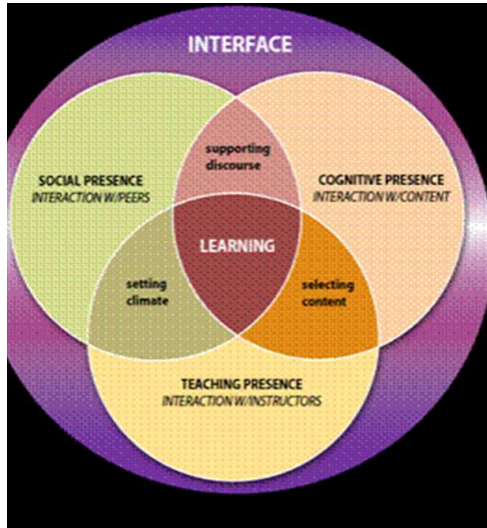 INTERFACE
supporting
discourse
SOCIAL PRESENCE
INTERACTION W/PEERS
COGNITIVE PRESENCE
INTERACTION W/CONTENT
LEARNING
setting
climate
selecting
content
TEACHING PRESENCE
INTERACTION W/INSTRUCTORS